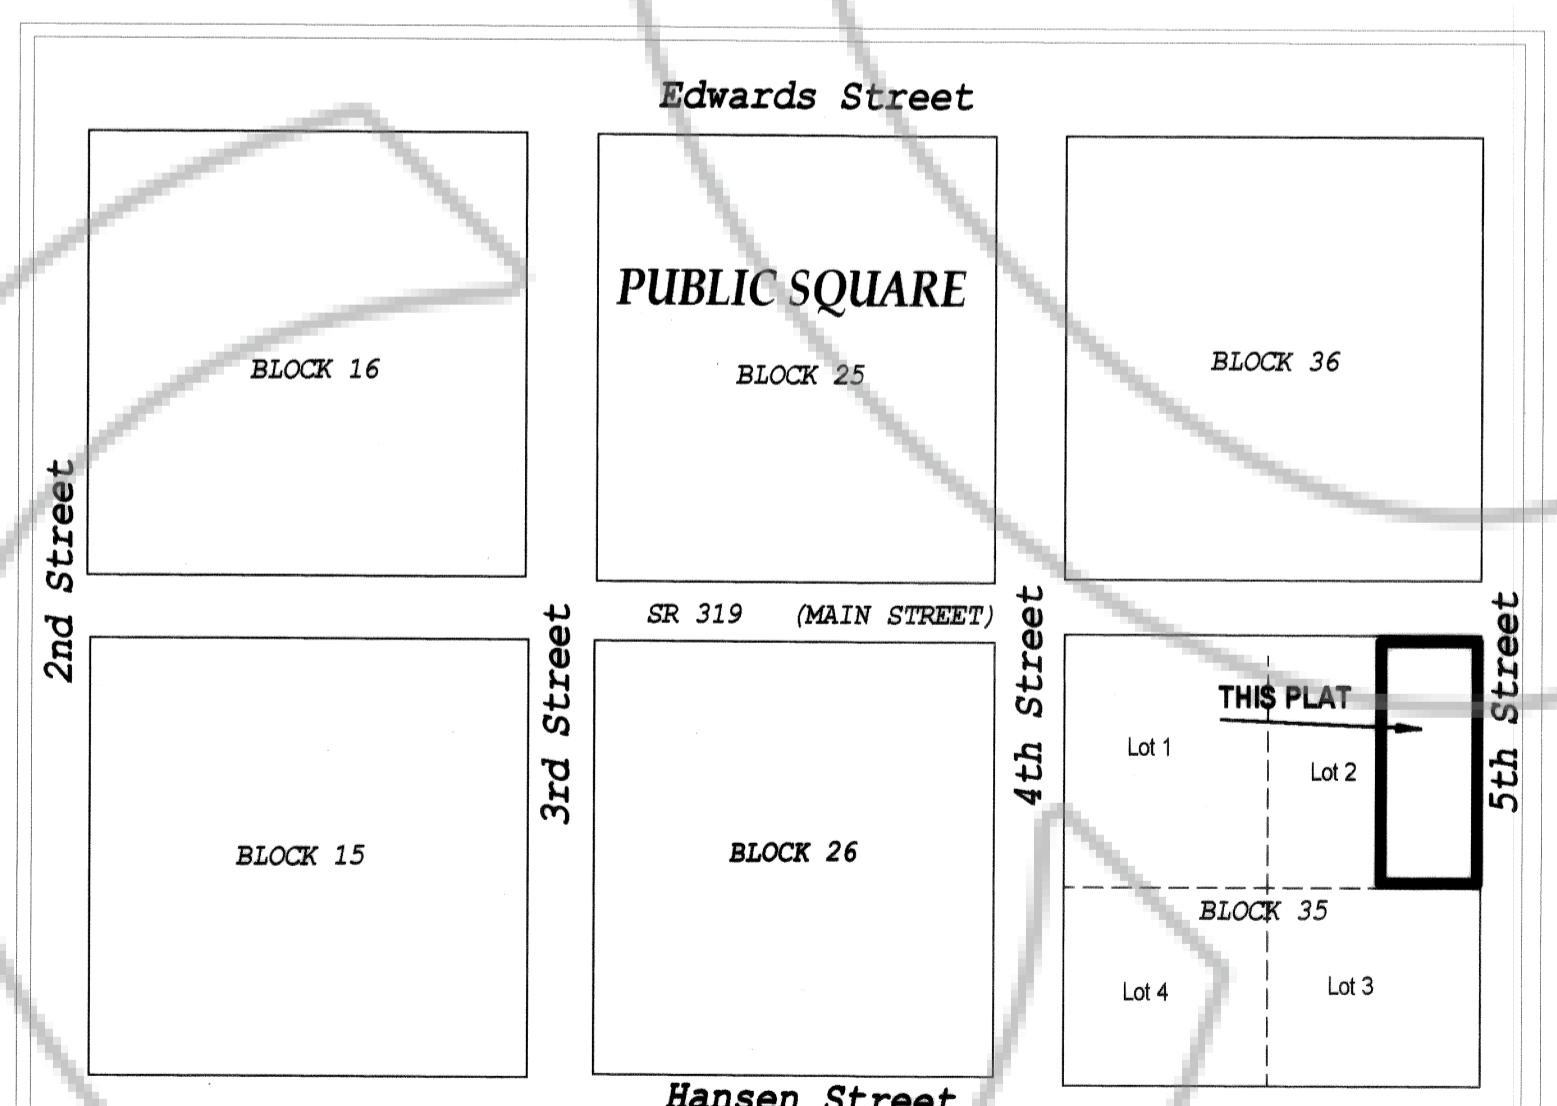 Edwards Street
PUBLIC SQUARE
BLOCK 16
BLOCK 25
BLOCK 36
2nd Street
3rd Street
SR 319 (MAIN STREET)
4th Street
5th Street
THIS PLAT
Lot 1
Lot 2
BLOCK 15
BLOCK 26
BLOCK 35
Lot 4
Lot 3
Hansen Street